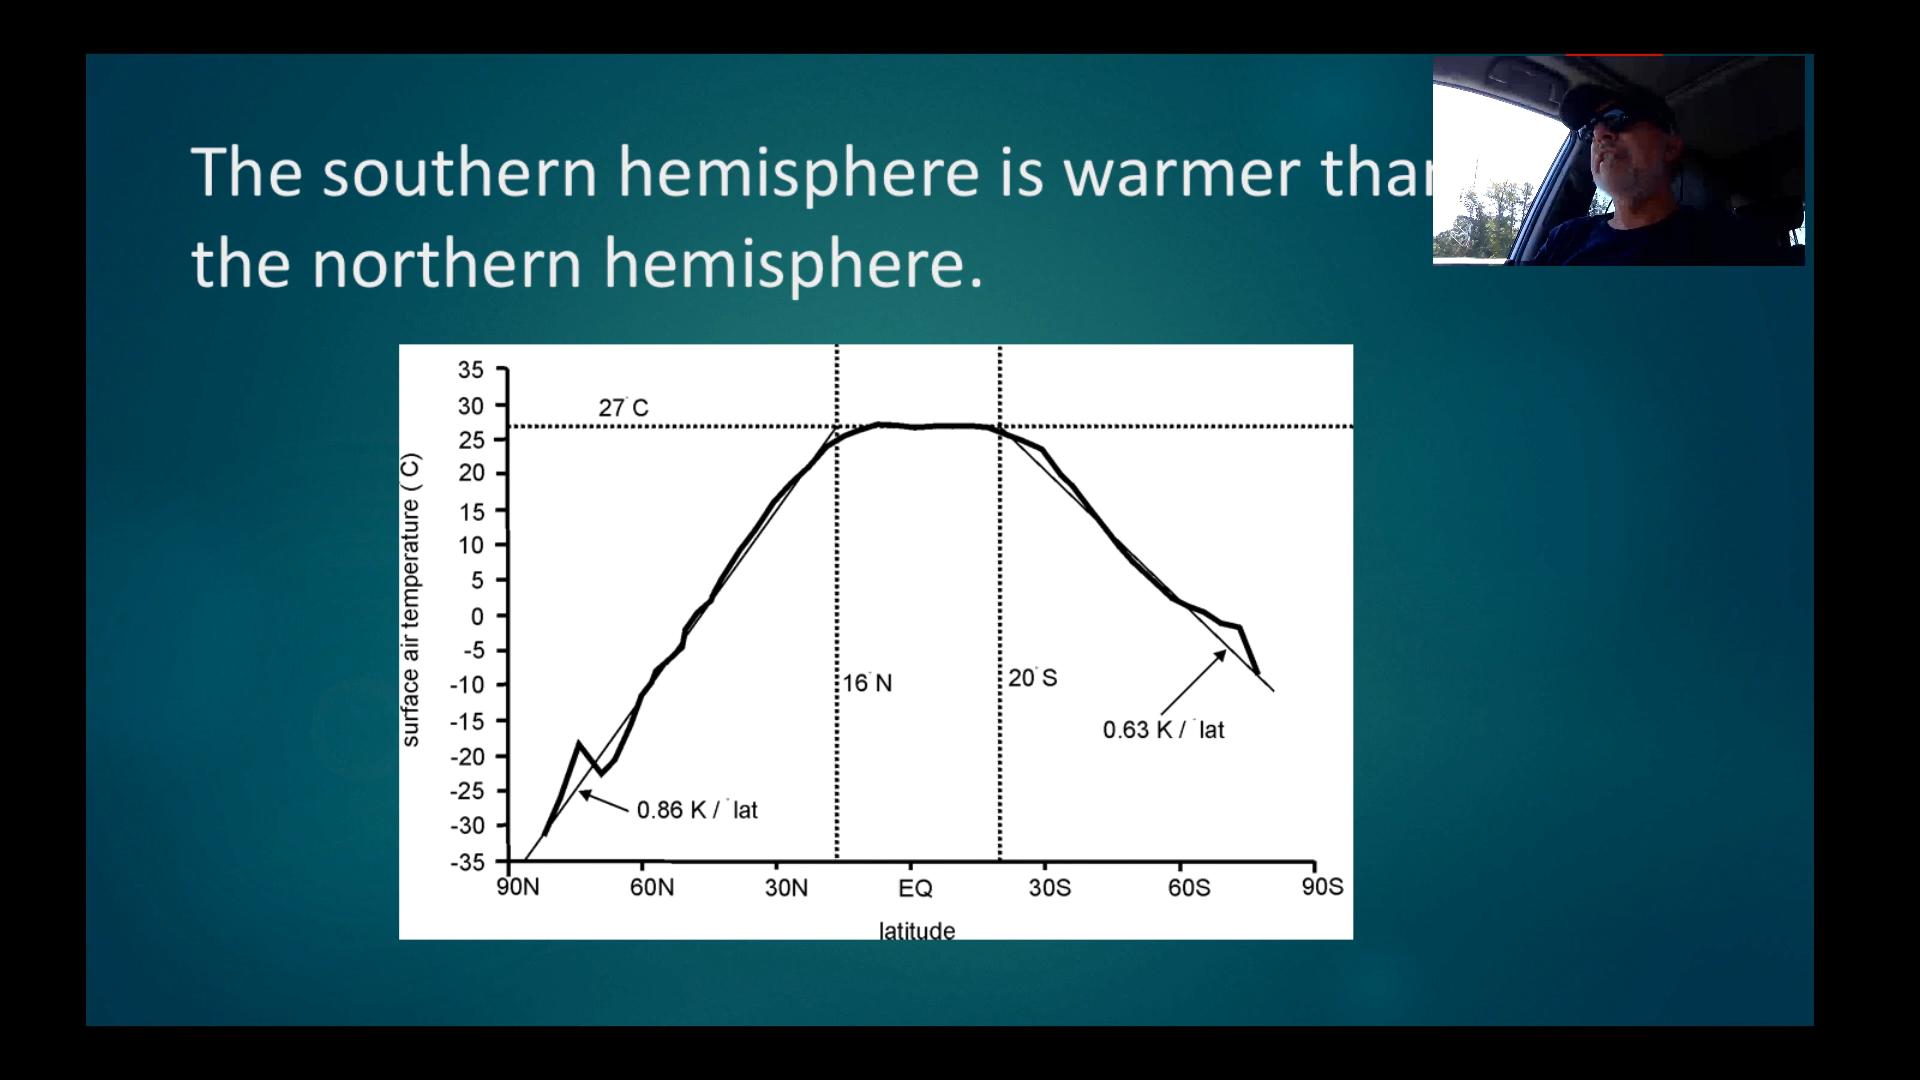 The southern hemisphere is warmer than
the northern hemisphere.
35
30
25
20
15
10
5
0
-5
-10
-15
-20
-25
-30
-35
surface air temperature (˙C)
27˙C
16˙N
20˙S
0.63 K / ˙lat
0.86 K / ˙lat
90N 60N 30N EQ 30S 60S 90S
latitude